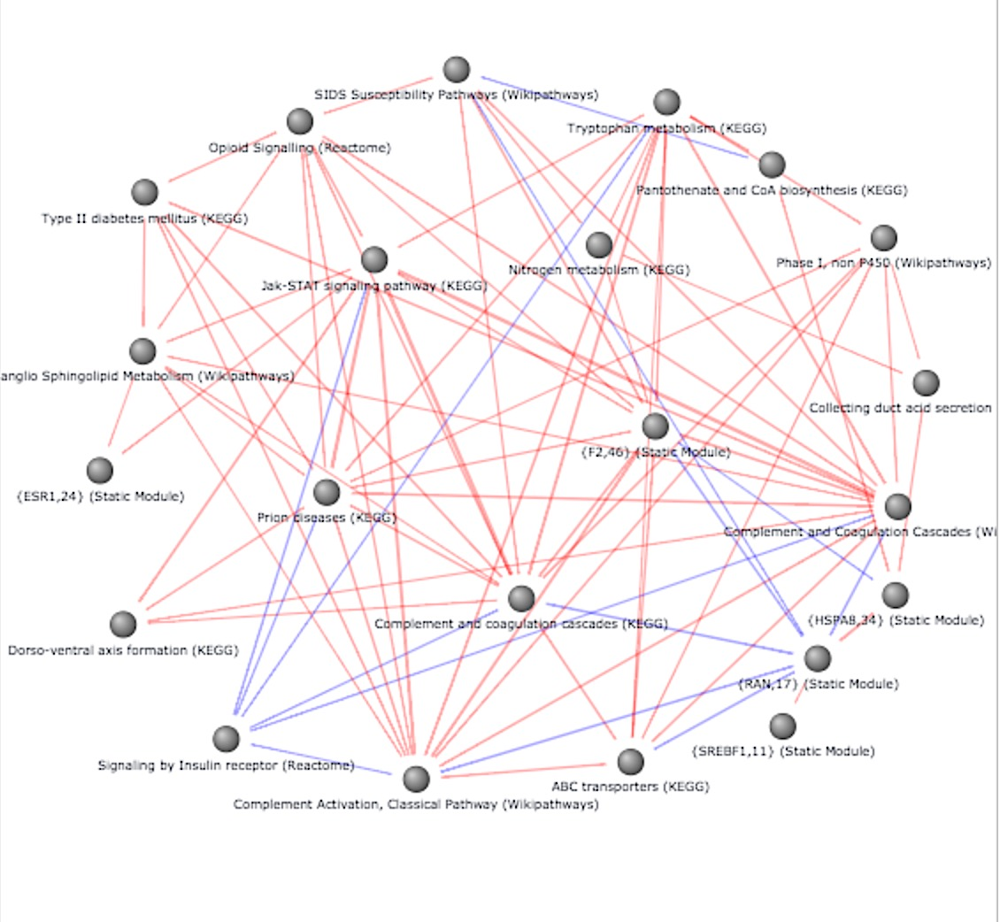 SIDS Susceptibility Pathways (Wikipathways)
Tryptophan metabolism (KEGG)
Opioid Signalling (Reactome)
Pantothenate and CoA biosynthesis (KEGG)
Type II diabetes mellitus (KEGG)
Phase I, non P450 (Wikipathways)
Nitrogen metabolism (KEGG)
Jak-STAT signaling pathway (KEGG)
anglio Sphingolipid Metabolism (Wikipathways)
Collecting duct acid secretion
{F2,46} (Static Module)
{ESR1,24} (Static Module)
Prion diseases (KEGG)
Complement and Coagulation Cascades (Wi
{HSPA8,34} (Static Module)
Complement and coagulation cascades (KEGG)
Dorso-ventral axis formation (KEGG)
{RAN,17} (Static Module)
{SREBF1,11} (Static Module)
Signaling by Insulin receptor (Reactome)
ABC transporters (KEGG)
Complement Activation, Classical Pathway (Wikipathways)